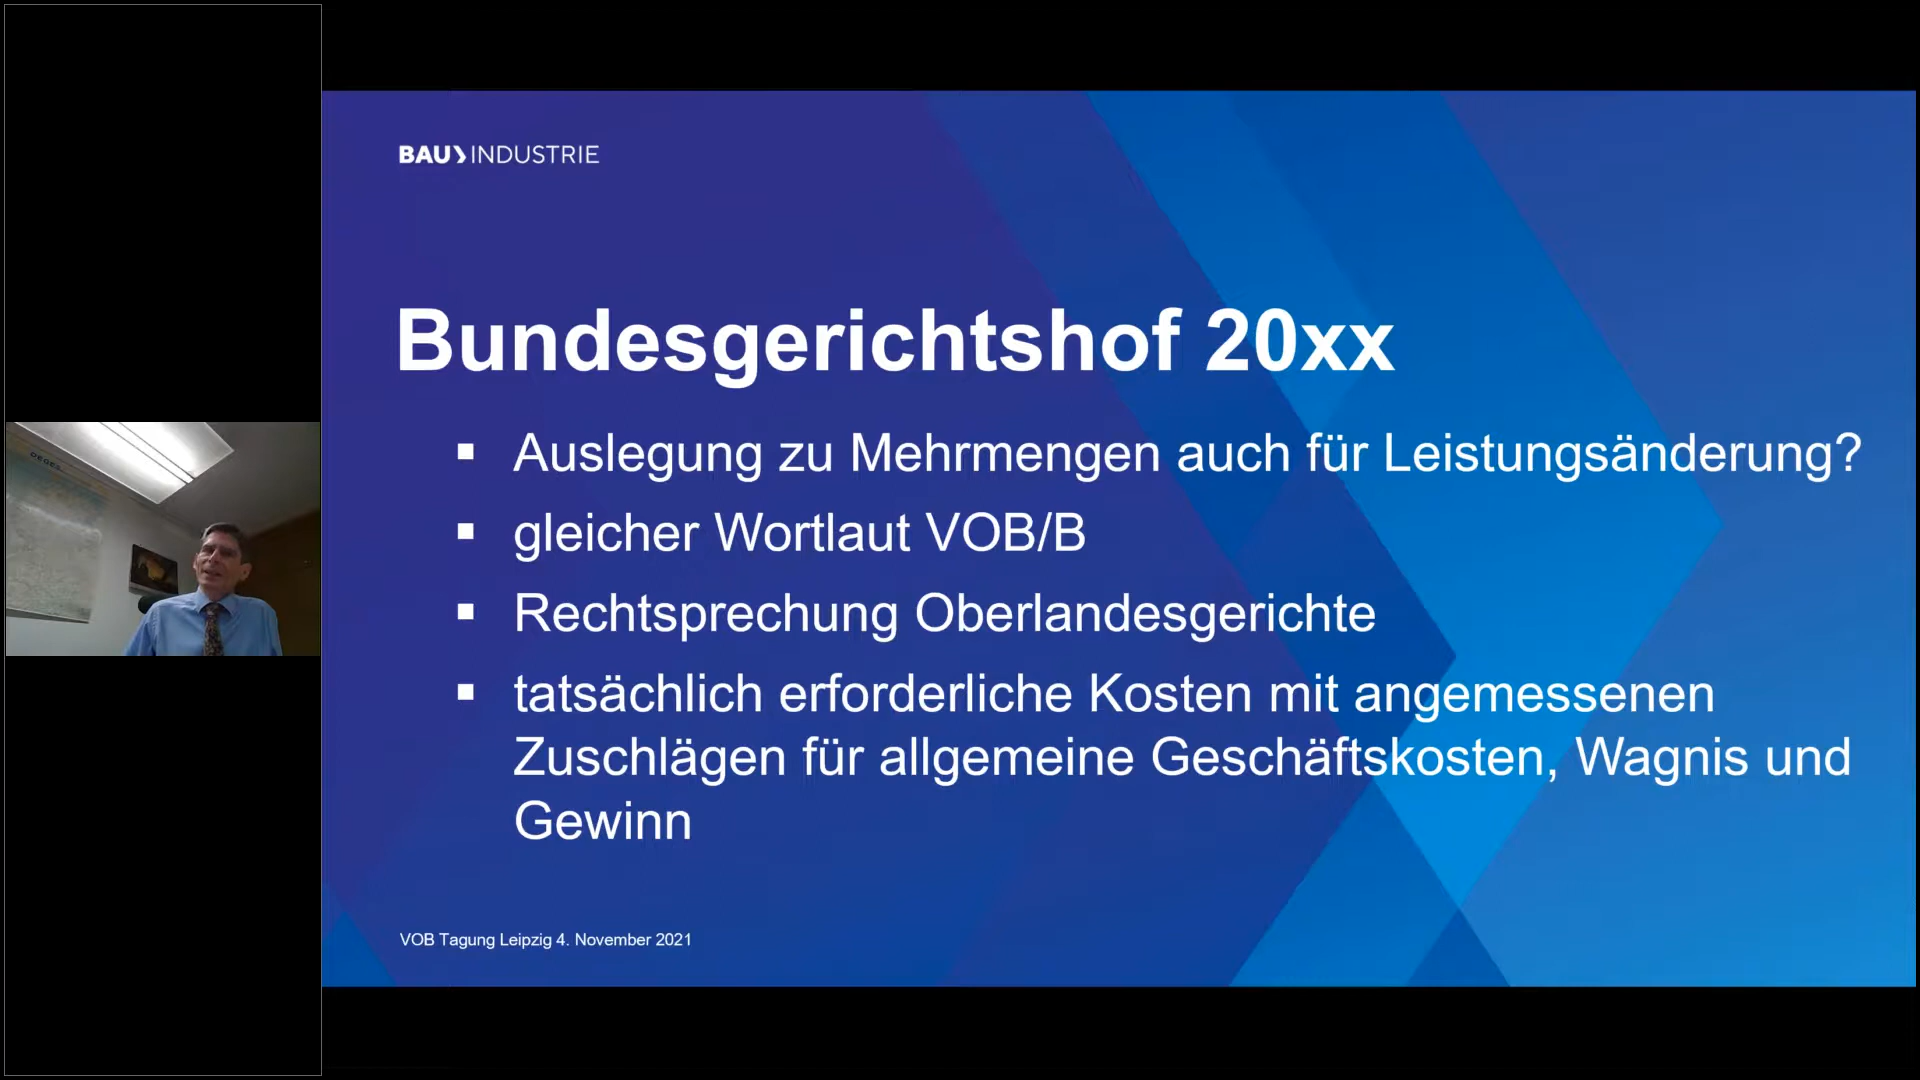 BAU INDUSTRIE
Bundesgerichtshof 20xx
▪ Auslegung zu Mehrmengen auch für Leistungsänderung?
▪ gleicher Wortlaut VOB/B
▪ Rechtsprechung Oberlandesgerichte
▪ tatsächlich erforderliche Kosten mit angemessenen
Zuschlägen für allgemeine Geschäftskosten, Wagnis und
Gewinn
VOB Tagung Leipzig 4. November 2021
DEGES